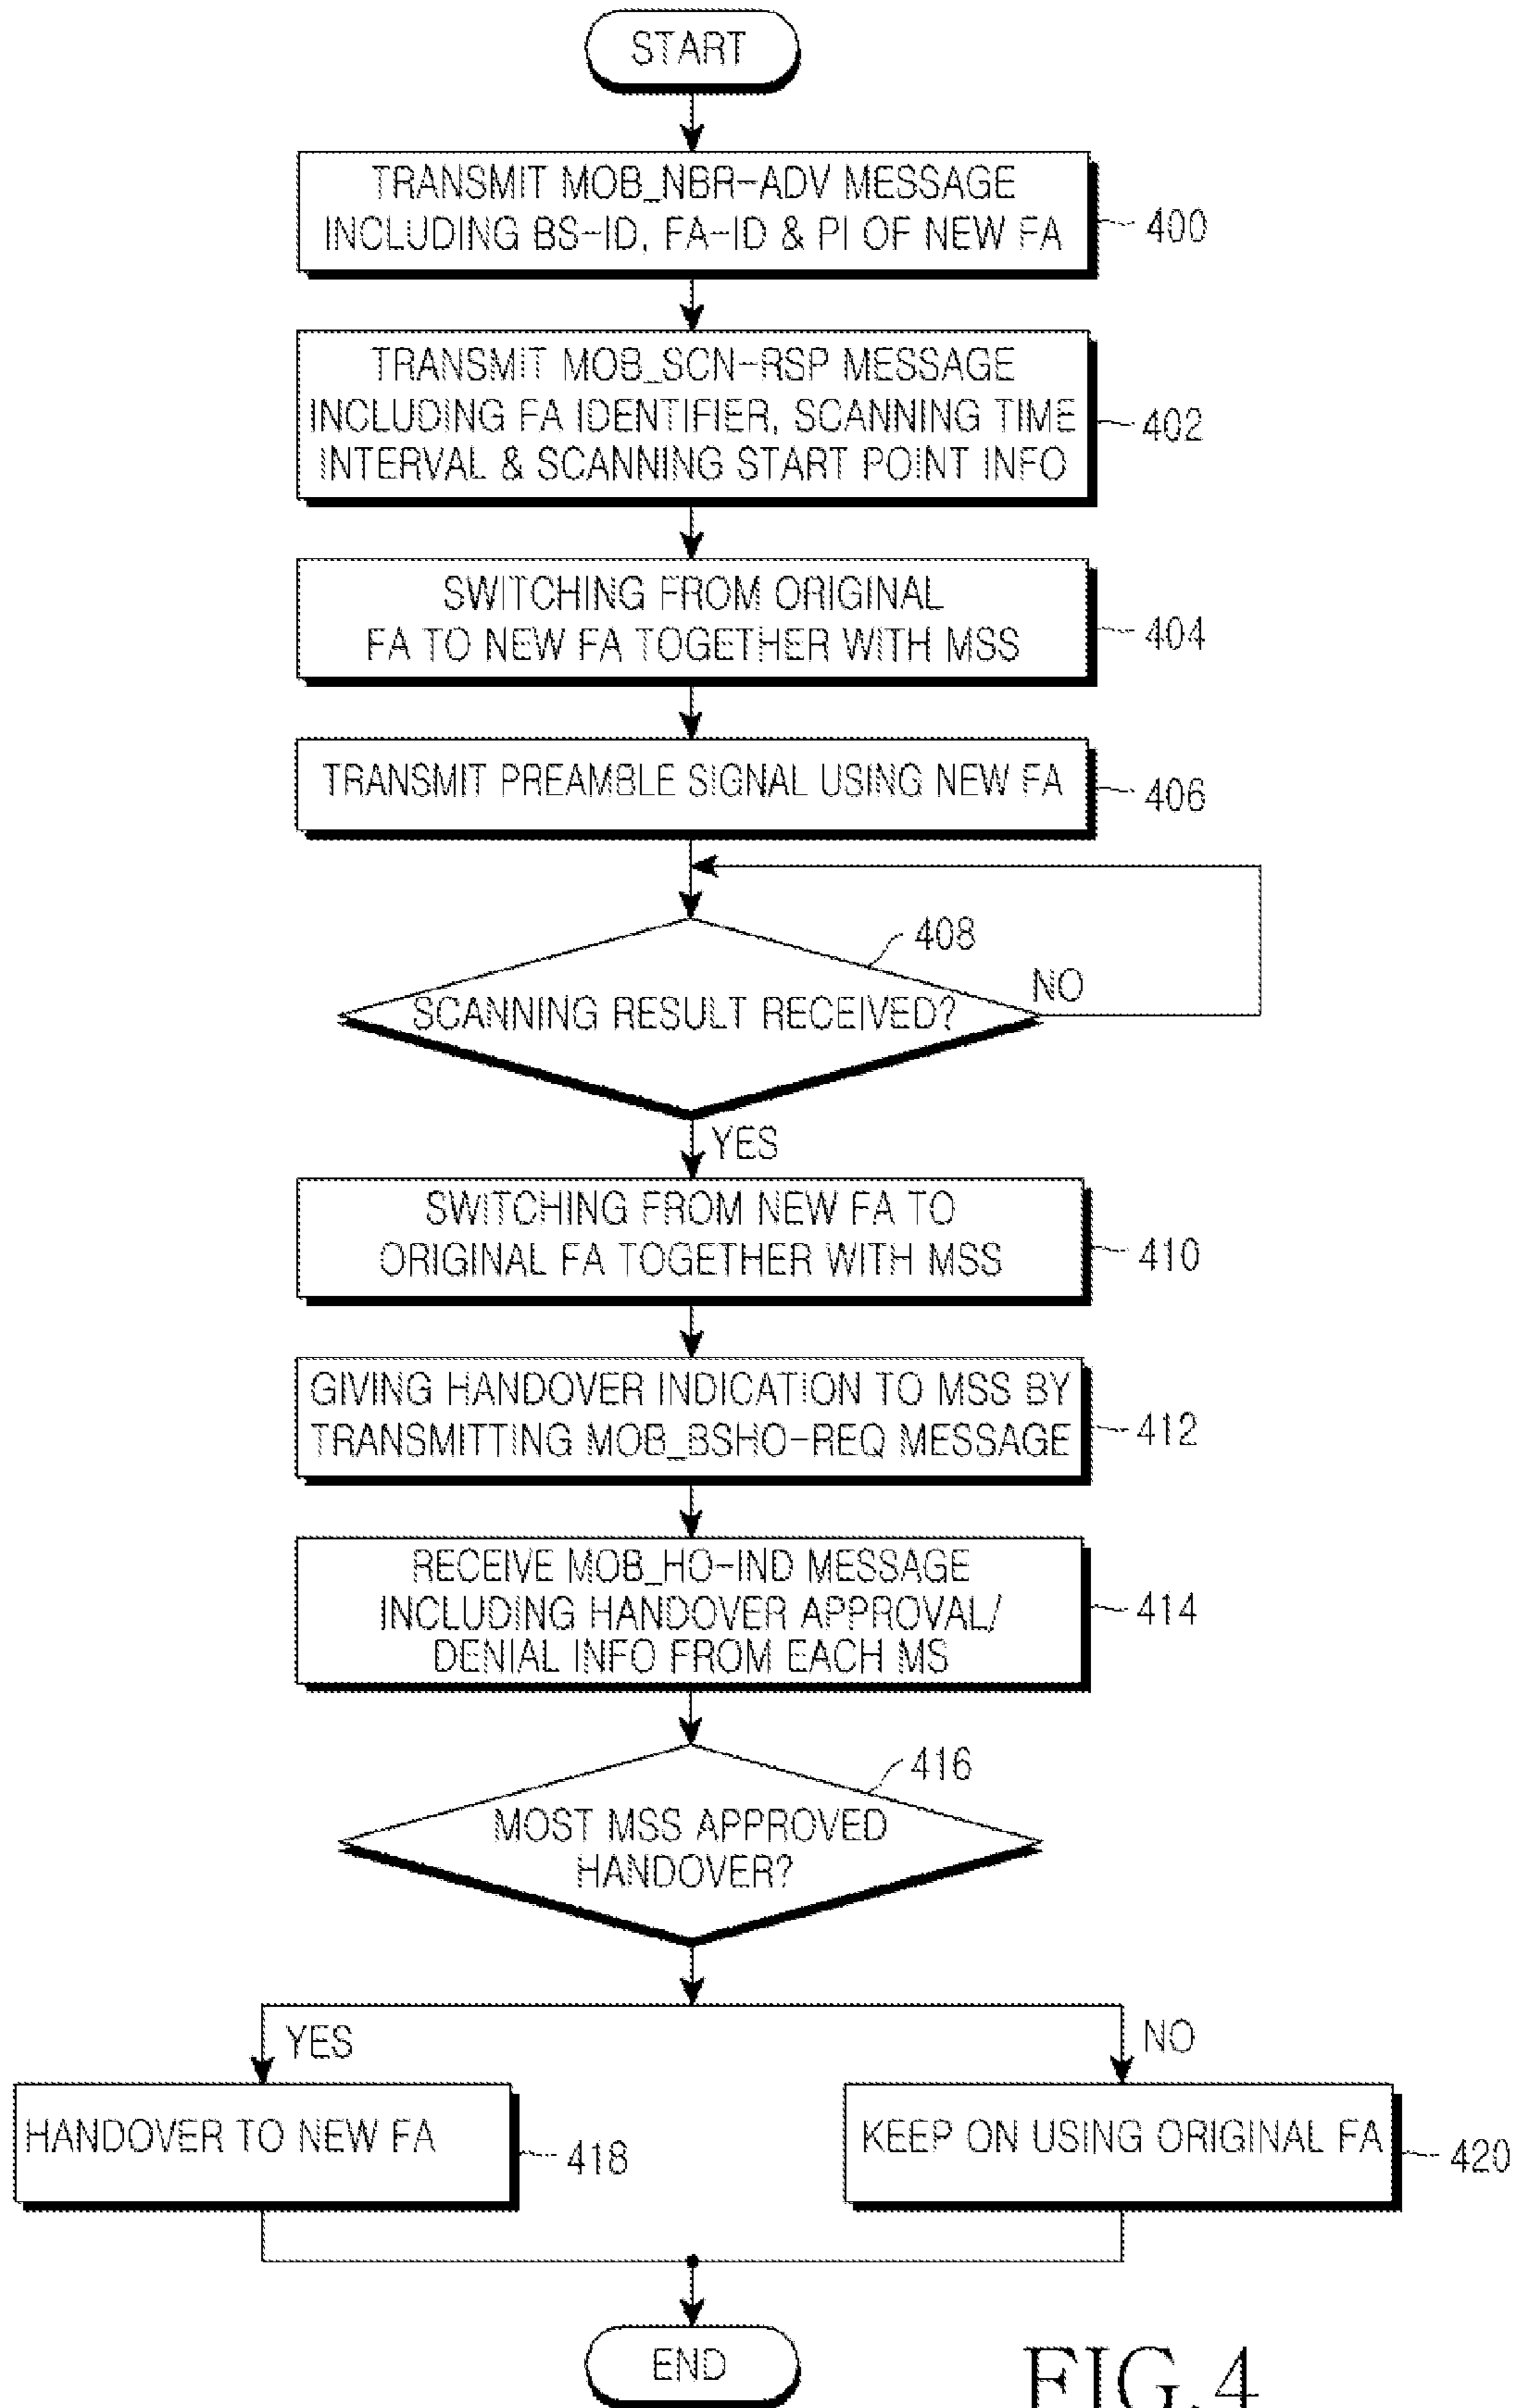 START
TRANSMIT MOB_NBR-ADV MESSAGE
INCLUDING BS-ID, FA-ID & PI OF NEW FA
400
TRANSMIT MOB_SCN-RSP MESSAGE
INCLUDING FA IDENTIFIER, SCANNING TIME
INTERVAL & SCANNING START POINT INFO
402
SWITCHING FROM ORIGINAL
FA TO NEW FA TOGETHER WITH MSS
404
TRANSMIT PREAMBLE SIGNAL USING NEW FA
406
408
SCANNING RESULT RECEIVED?
NO
YES
SWITCHING FROM NEW FA TO
ORIGINAL FA TOGETHER WITH MSS
410
GIVING HANDOVER INDICATION TO MSS BY
TRANSMITTING MOB_BSHO-REQ MESSAGE
412
RECEIVE MOB_HO-IND MESSAGE
INCLUDING HANDOVER APPROVAL/
DENIAL INFO FROM EACH MS
414
416
MOST MSS APPROVED
HANDOVER?
YES
NO
HANDOVER TO NEW FA
418
KEEP ON USING ORIGINAL FA
420
END
FIG.4